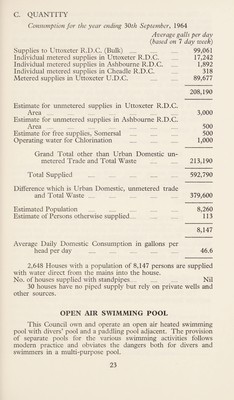 C. QUANTITY
Consumption for the year ending 30th September, 1964
Average galls per day
(based on 7 day week)
Supplies to Uttoxeter R.D.C. (Bulk) ... 99,061
Individual metered supplies in Uttoxeter R.D.C. ... 17,242
Individual metered supplies in Ashbourne R.D.C. ... 1,892
Individual metered supplies in Cheadle R.D.C. ... 318
Metered supplies in Uttoxeter U.D.C. ... 89,677
208,190
Estimate for unmetered supplies in Uttoxeter R.D.C.
Area ... 3,000
Estimate for unmetered supplies in Ashbourne R.D.C.
Area ... 500
Estimate for free supplies, Somersal ... 500
Operating water for Chlorination ... 1,000
Grand Total other than Urban Domestic un-
metered Trade and Total Waste ... 213,190
Total Supplied ... 592,790
Difference which is Urban Domestic, unmetered trade
and Total Waste ... 379,600
Estimated Population ... 8,260
Estimate of Persons otherwise supplied... 113
8,147
Average Daily Domestic Consumption in gallons per
head per day ... 46.6
2,648 Houses with a population of 8,147 persons are supplied
with water direct from the mains into the house.
No. of houses supplied with standpipes... Nil
30 houses have no piped supply but rely on private wells and
other sources.
OPEN AIR SWIMMING POOL
This Council own and operate an open air heated swimming
pool with divers' pool and a paddling pool adjacent. The provision
of separate pools for the various swimming activities follows
modern practice and obviates the dangers both for divers and
swimmers in a multi-purpose pool.
23